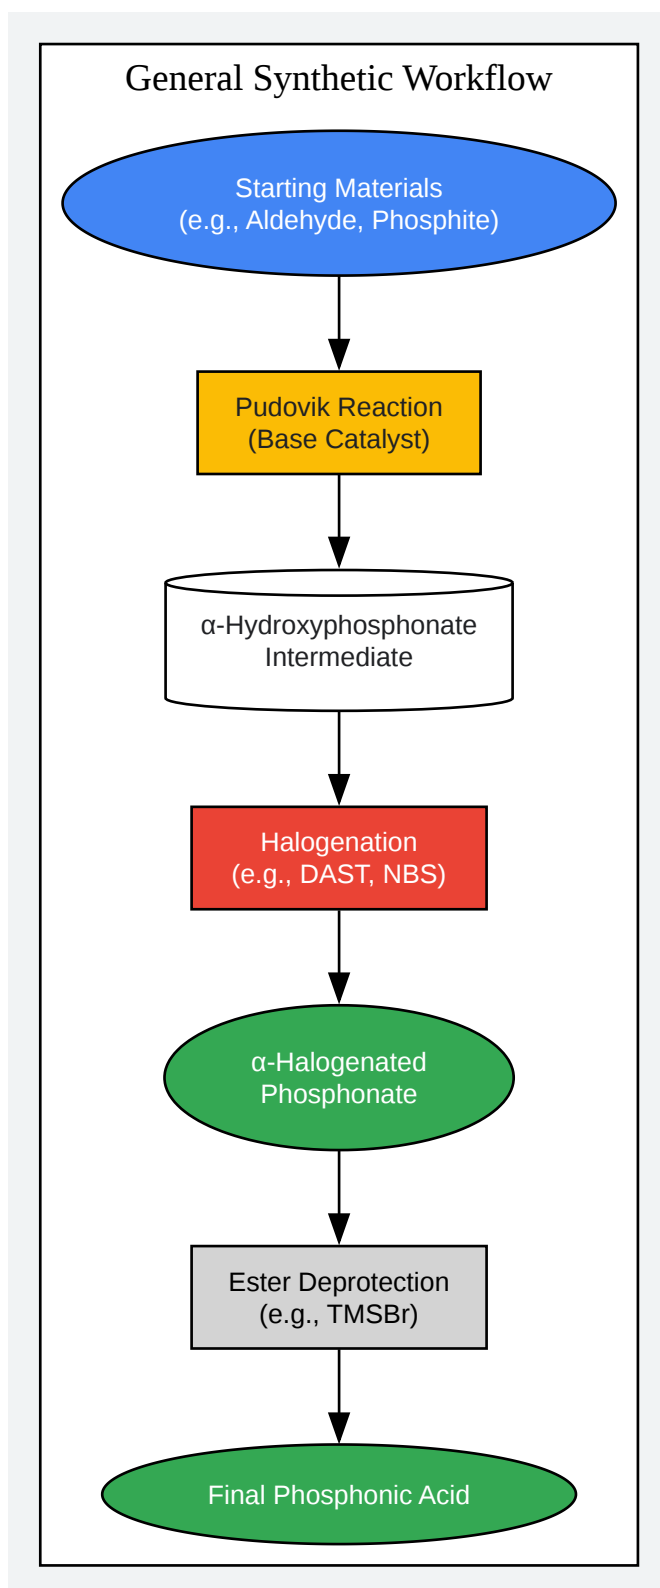 General Synthetic Workflow
Starting Materials
(e.g., Aldehyde, Phosphite)
Pudovik Reaction
(Base Catalyst)
α-Hydroxyphosphonate
Intermediate
Halogenation
(e.g., DAST, NBS)
α-Halogenated
Phosphonate
Ester Deprotection
(e.g., TMSBr)
Final Phosphonic Acid